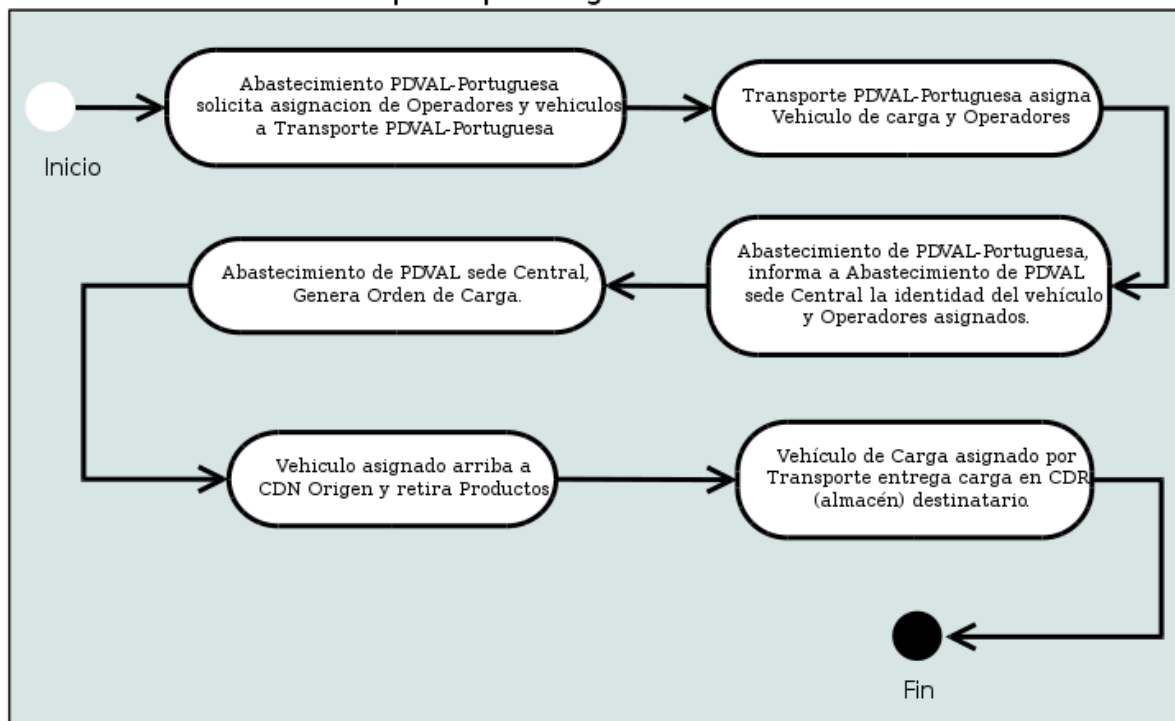 Inicio
Abastecimiento PDVAL-Portuguesa
solicita asignacion de Operadores y vehiculos
a Transporte PDVAL-Portuguesa
Transporte PDVAL-Portuguesa asigna
Vehiculo de carga y Operadores
Abastecimiento de PDVAL-Portuguesa,
informa a Abastecimiento de PDVAL
sede Central la identidad del vehículo
y Operadores asignados.
Abastecimiento de PDVAL sede Central,
Genera Orden de Carga.
Vehiculo asignado arriba a
CDN Origen y retira Productos
Vehículo de Carga asignado por
Transporte entrega carga en CDR
(almacén) destinatario.
Fin